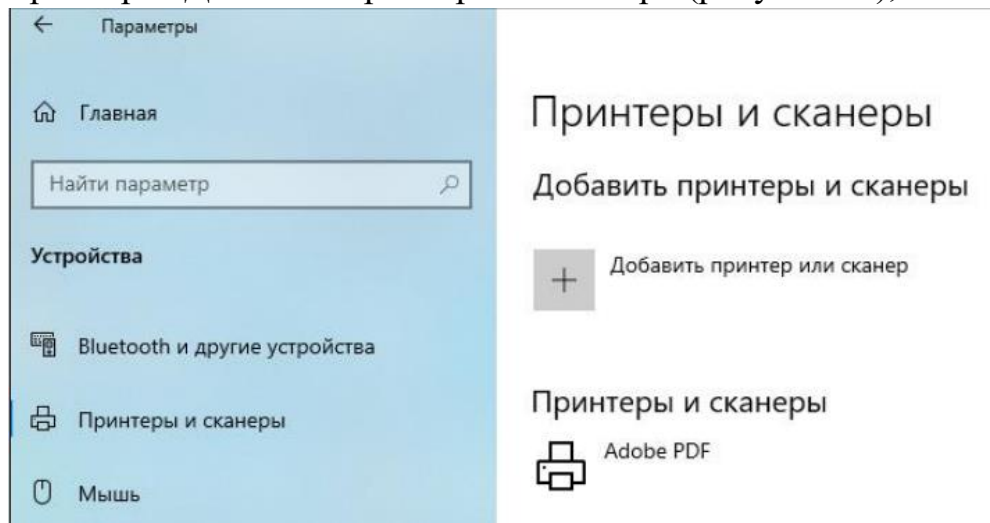 Параметры
Главная
Найти параметр
Устройства
Bluetooth и другие устройства
Принтеры и сканеры
Мышь
Принтеры и сканеры
Добавить принтеры и сканеры
Добавить принтер или сканер
Принтеры и сканеры
Adobe PDF